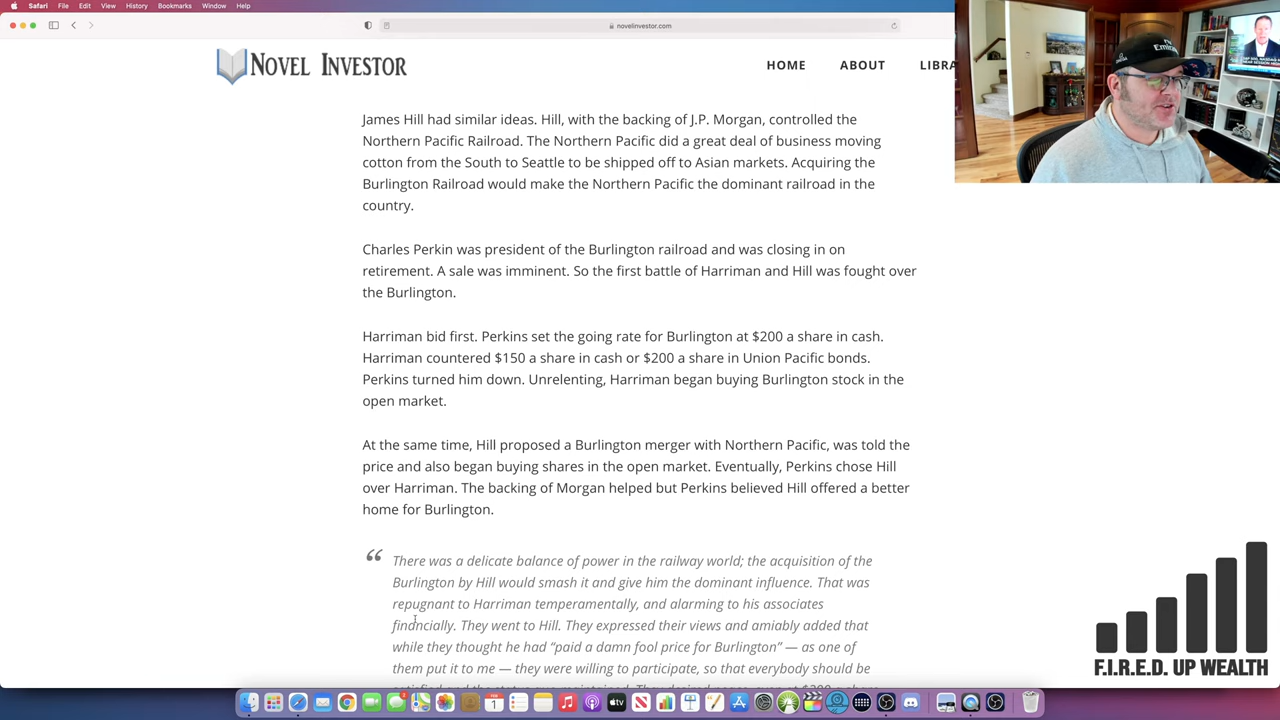 Safari File Edit View History Bookmarks Window Help
novelinvestor.com
NOVEL INVESTOR
HOME ABOUT LIBRA
James Hill had similar ideas. Hill, with the backing of J.P. Morgan, controlled the
Northern Pacific Railroad. The Northern Pacific did a great deal of business moving
cotton from the South to Seattle to be shipped off to Asian markets. Acquiring the
Burlington Railroad would make the Northern Pacific the dominant railroad in the
country.
Charles Perkin was president of the Burlington railroad and was closing in on
retirement. A sale was imminent. So the first battle of Harriman and Hill was fought over
the Burlington.
Harriman bid first. Perkins set the going rate for Burlington at $200 a share in cash.
Harriman countered $150 a share in cash or $200 a share in Union Pacific bonds.
Perkins turned him down. Unrelenting, Harriman began buying Burlington stock in the
open market.
At the same time, Hill proposed a Burlington merger with Northern Pacific, was told the
price and also began buying shares in the open market. Eventually, Perkins chose Hill
over Harriman. The backing of Morgan helped but Perkins believed Hill offered a better
home for Burlington.
“ There was a delicate balance of power in the railway world; the acquisition of the
Burlington by Hill would smash it and give him the dominant influence. That was
repugnant to Harriman temperamentally, and alarming to his associates
financially. They went to Hill. They expressed their views and amiably added that
while they thought he had “paid a damn fool price for Burlington” — as one of
them put it to me — they were willing to participate, so that everybody should be
F.I.R.E.D. UP WEALTH